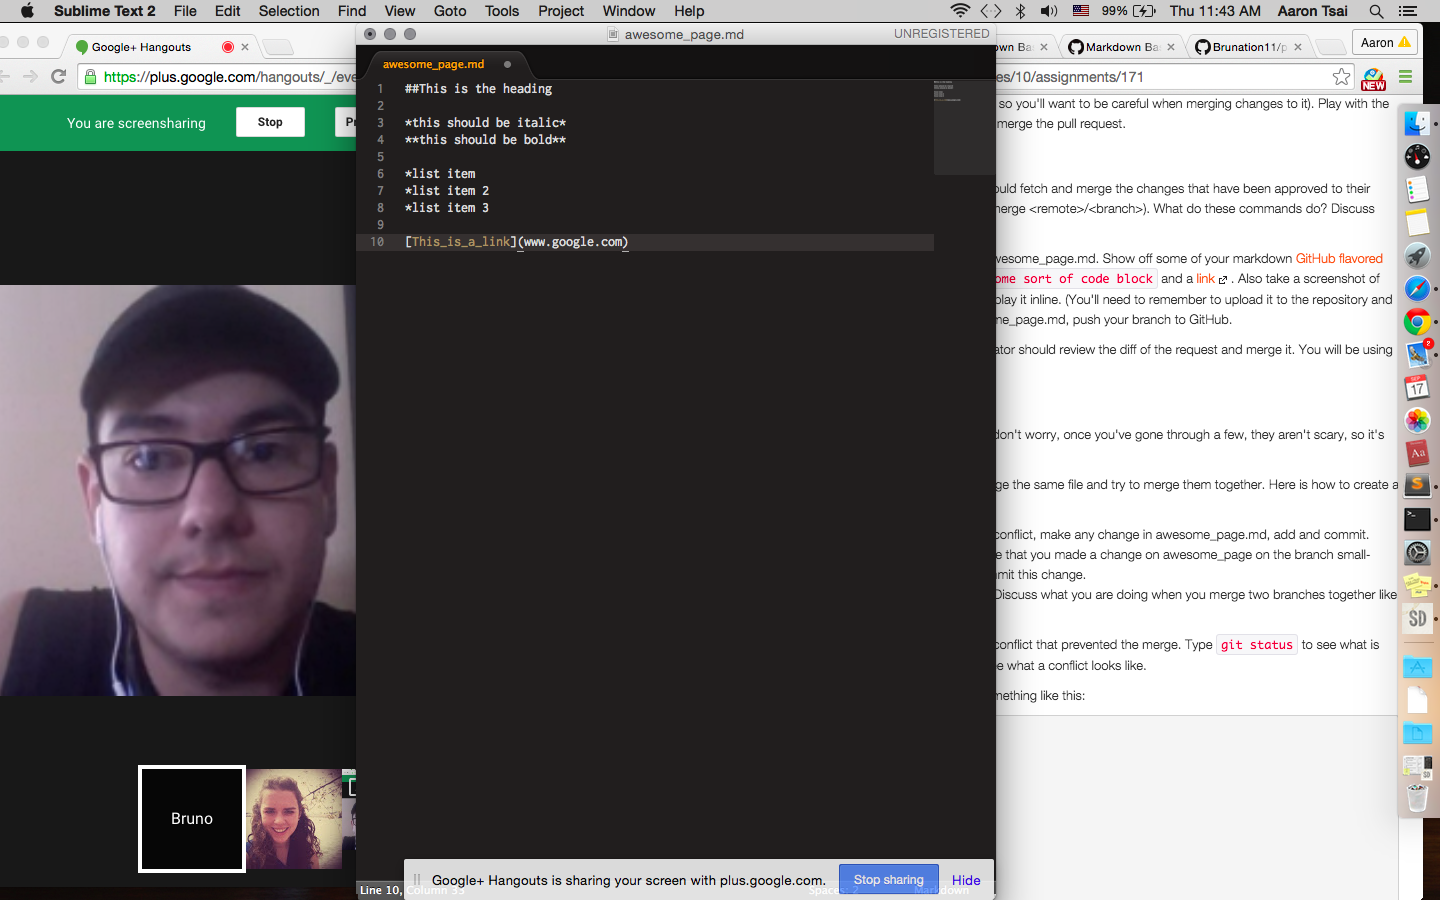 Sublime Text 2 File Edit Selection Find View Goto Tools Project Window Help
99% Thu 11:43 AM Aaron Tsai
Google+ Hangouts
https://plus.google.com/hangouts/_/eve
You are screensharing
Stop
Bruno
awesome_page.md
UNREGISTERED
awesome_page.md
1 ##This is the heading
2
3 *this should be italic*
4 **this should be bold**
5
6 *list item
7 *list item 2
8 *list item 3
9
10 [This_is_a_link](www.google.com)
Google+ Hangouts is sharing your screen with plus.google.com.
Stop sharing
Hide
Line 10, Column 33
Spaces: 2
Markdown
own Bas
Markdown Bas
Brunation11/p
Aaron
es/10/assignments/171
NEW
so you'll want to be careful when merging changes to it). Play with the
merge the pull request.
ould fetch and merge the changes that have been approved to their
merge <remote>/<branch>). What do these commands do? Discuss
wesome_page.md. Show off some of your markdown GitHub flavored
ome sort of code block and a link . Also take a screenshot of
play it inline. (You'll need to remember to upload it to the repository and
me_page.md, push your branch to GitHub.
ator should review the diff of the request and merge it. You will be using
don't worry, once you've gone through a few, they aren't scary, so it's
ge the same file and try to merge them together. Here is how to create a
conflict, make any change in awesome_page.md, add and commit.
e that you made a change on awesome_page on the branch small-
mit this change.
Discuss what you are doing when you merge two branches together like
conflict that prevented the merge. Type git status to see what is
e what a conflict looks like.
mething like this:
2
SEP
17
Aa
S
SD